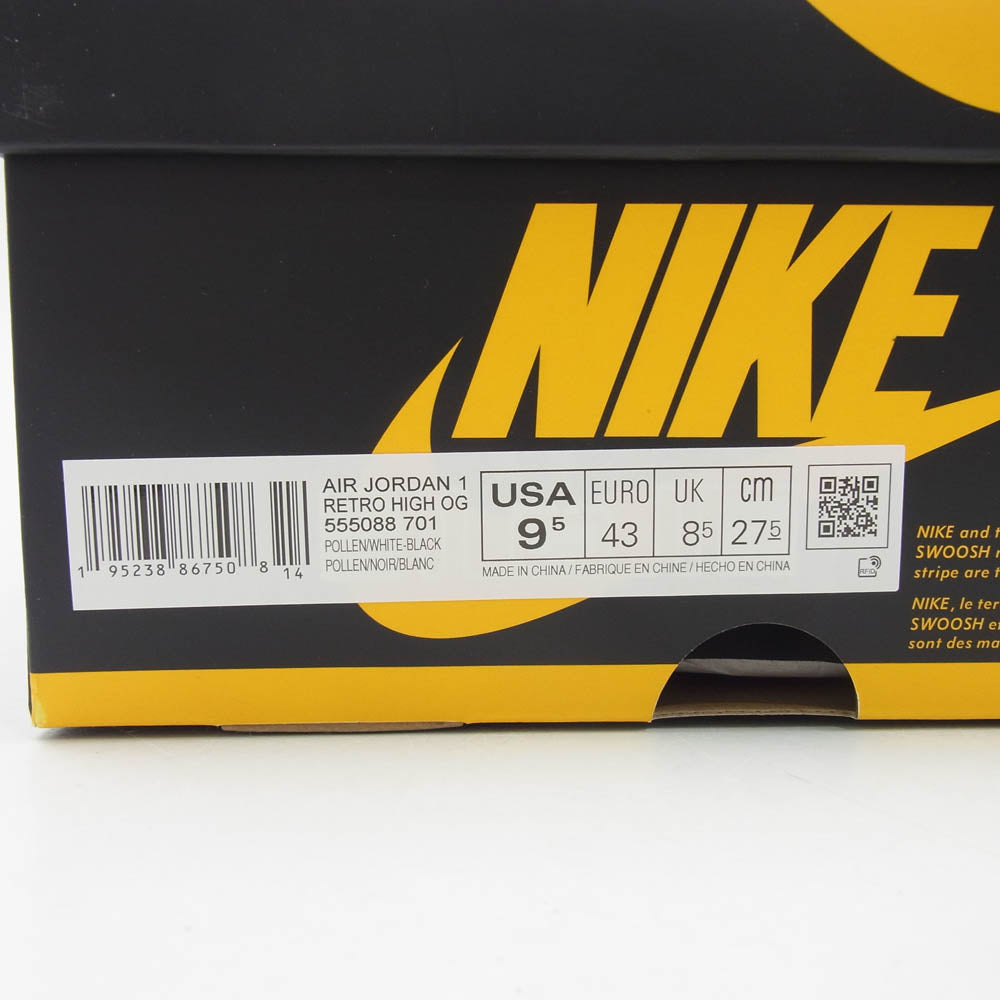 NIKE
AIR JORDAN 1
RETRO HIGH OG
555088 701
POLLEN/WHITE-BLACK
POLLEN/NOIR/BLANC
1 95238 86750 8 14
USA EURO UK cm
9⁵ 43 8⁵ 27⁵
MADE IN CHINA / FABRIQUE EN CHINE / HECHO EN CHINA
RFID
NIKE and
SWOOSH
stripe are
NIKE, le
SWOOSH
sont des